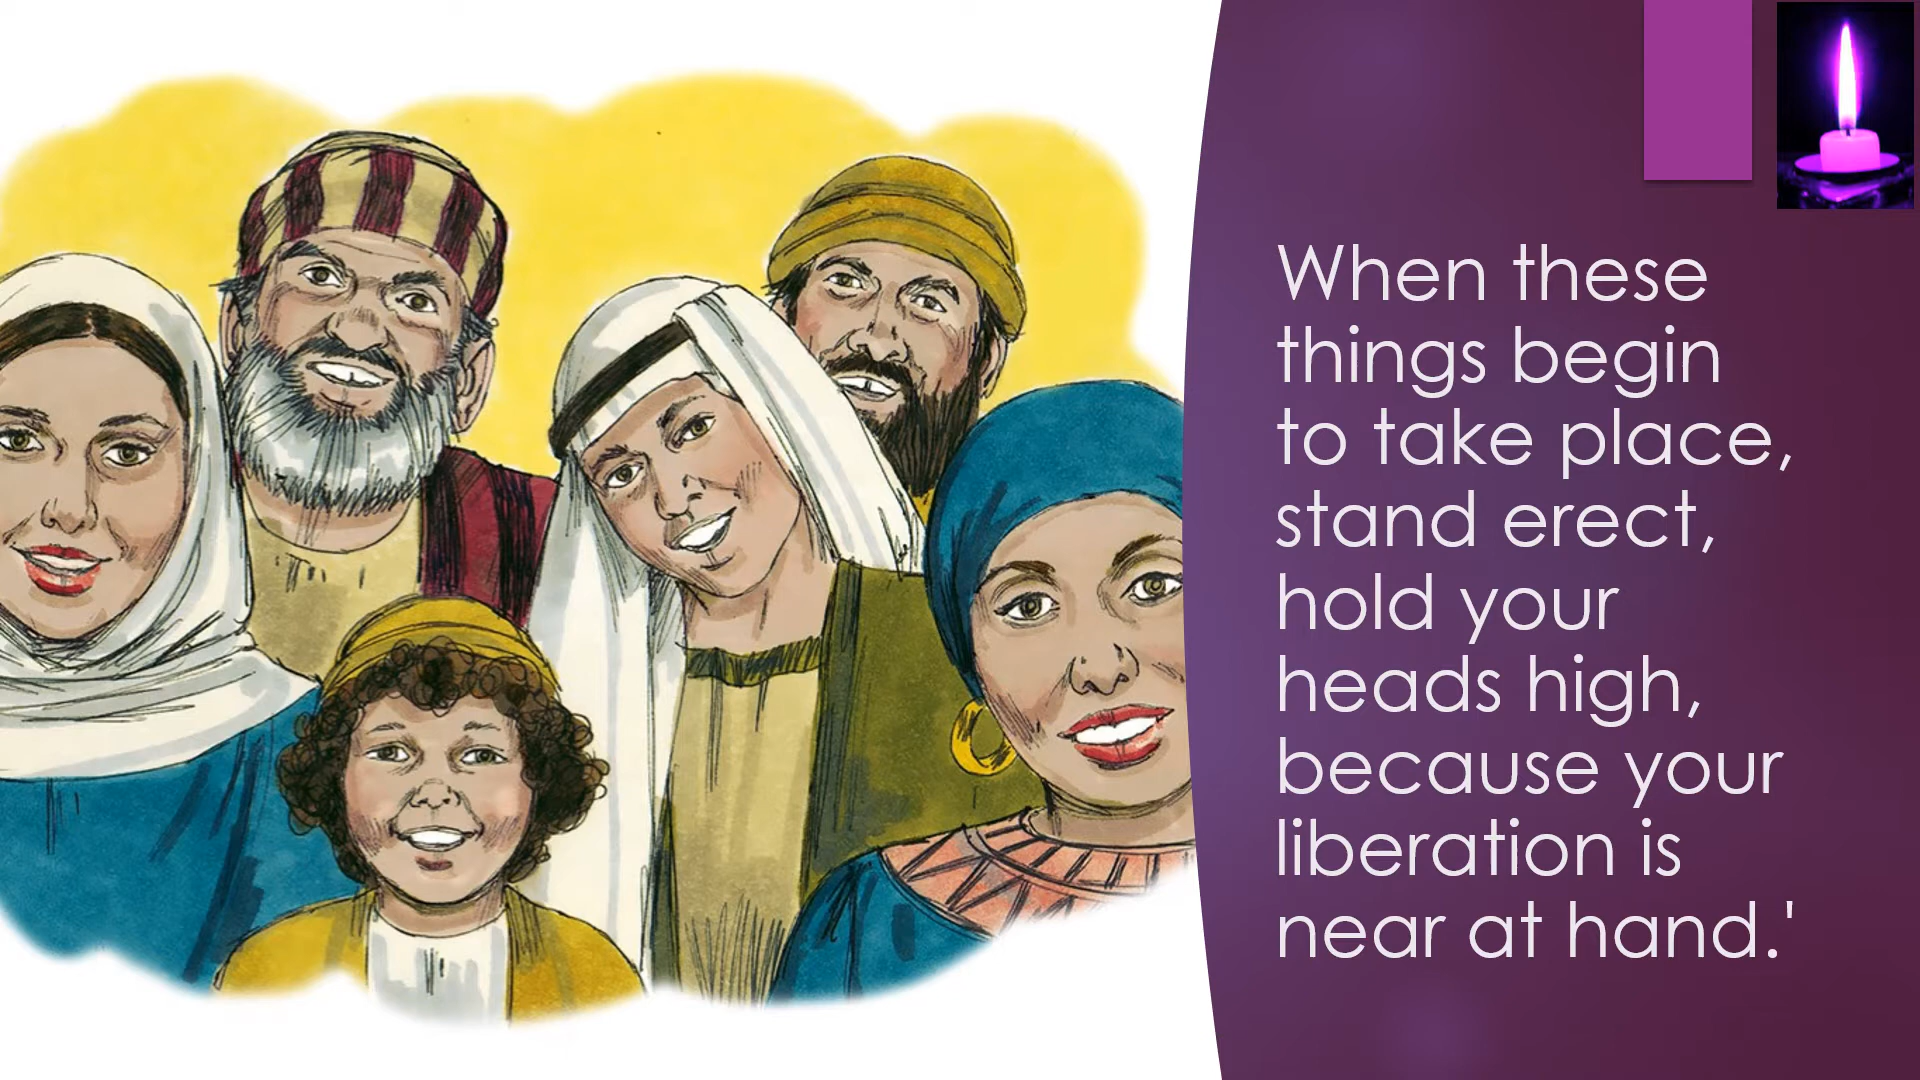 When these
things begin
to take place,
stand erect,
hold your
heads high,
because your
liberation is
near at hand.'